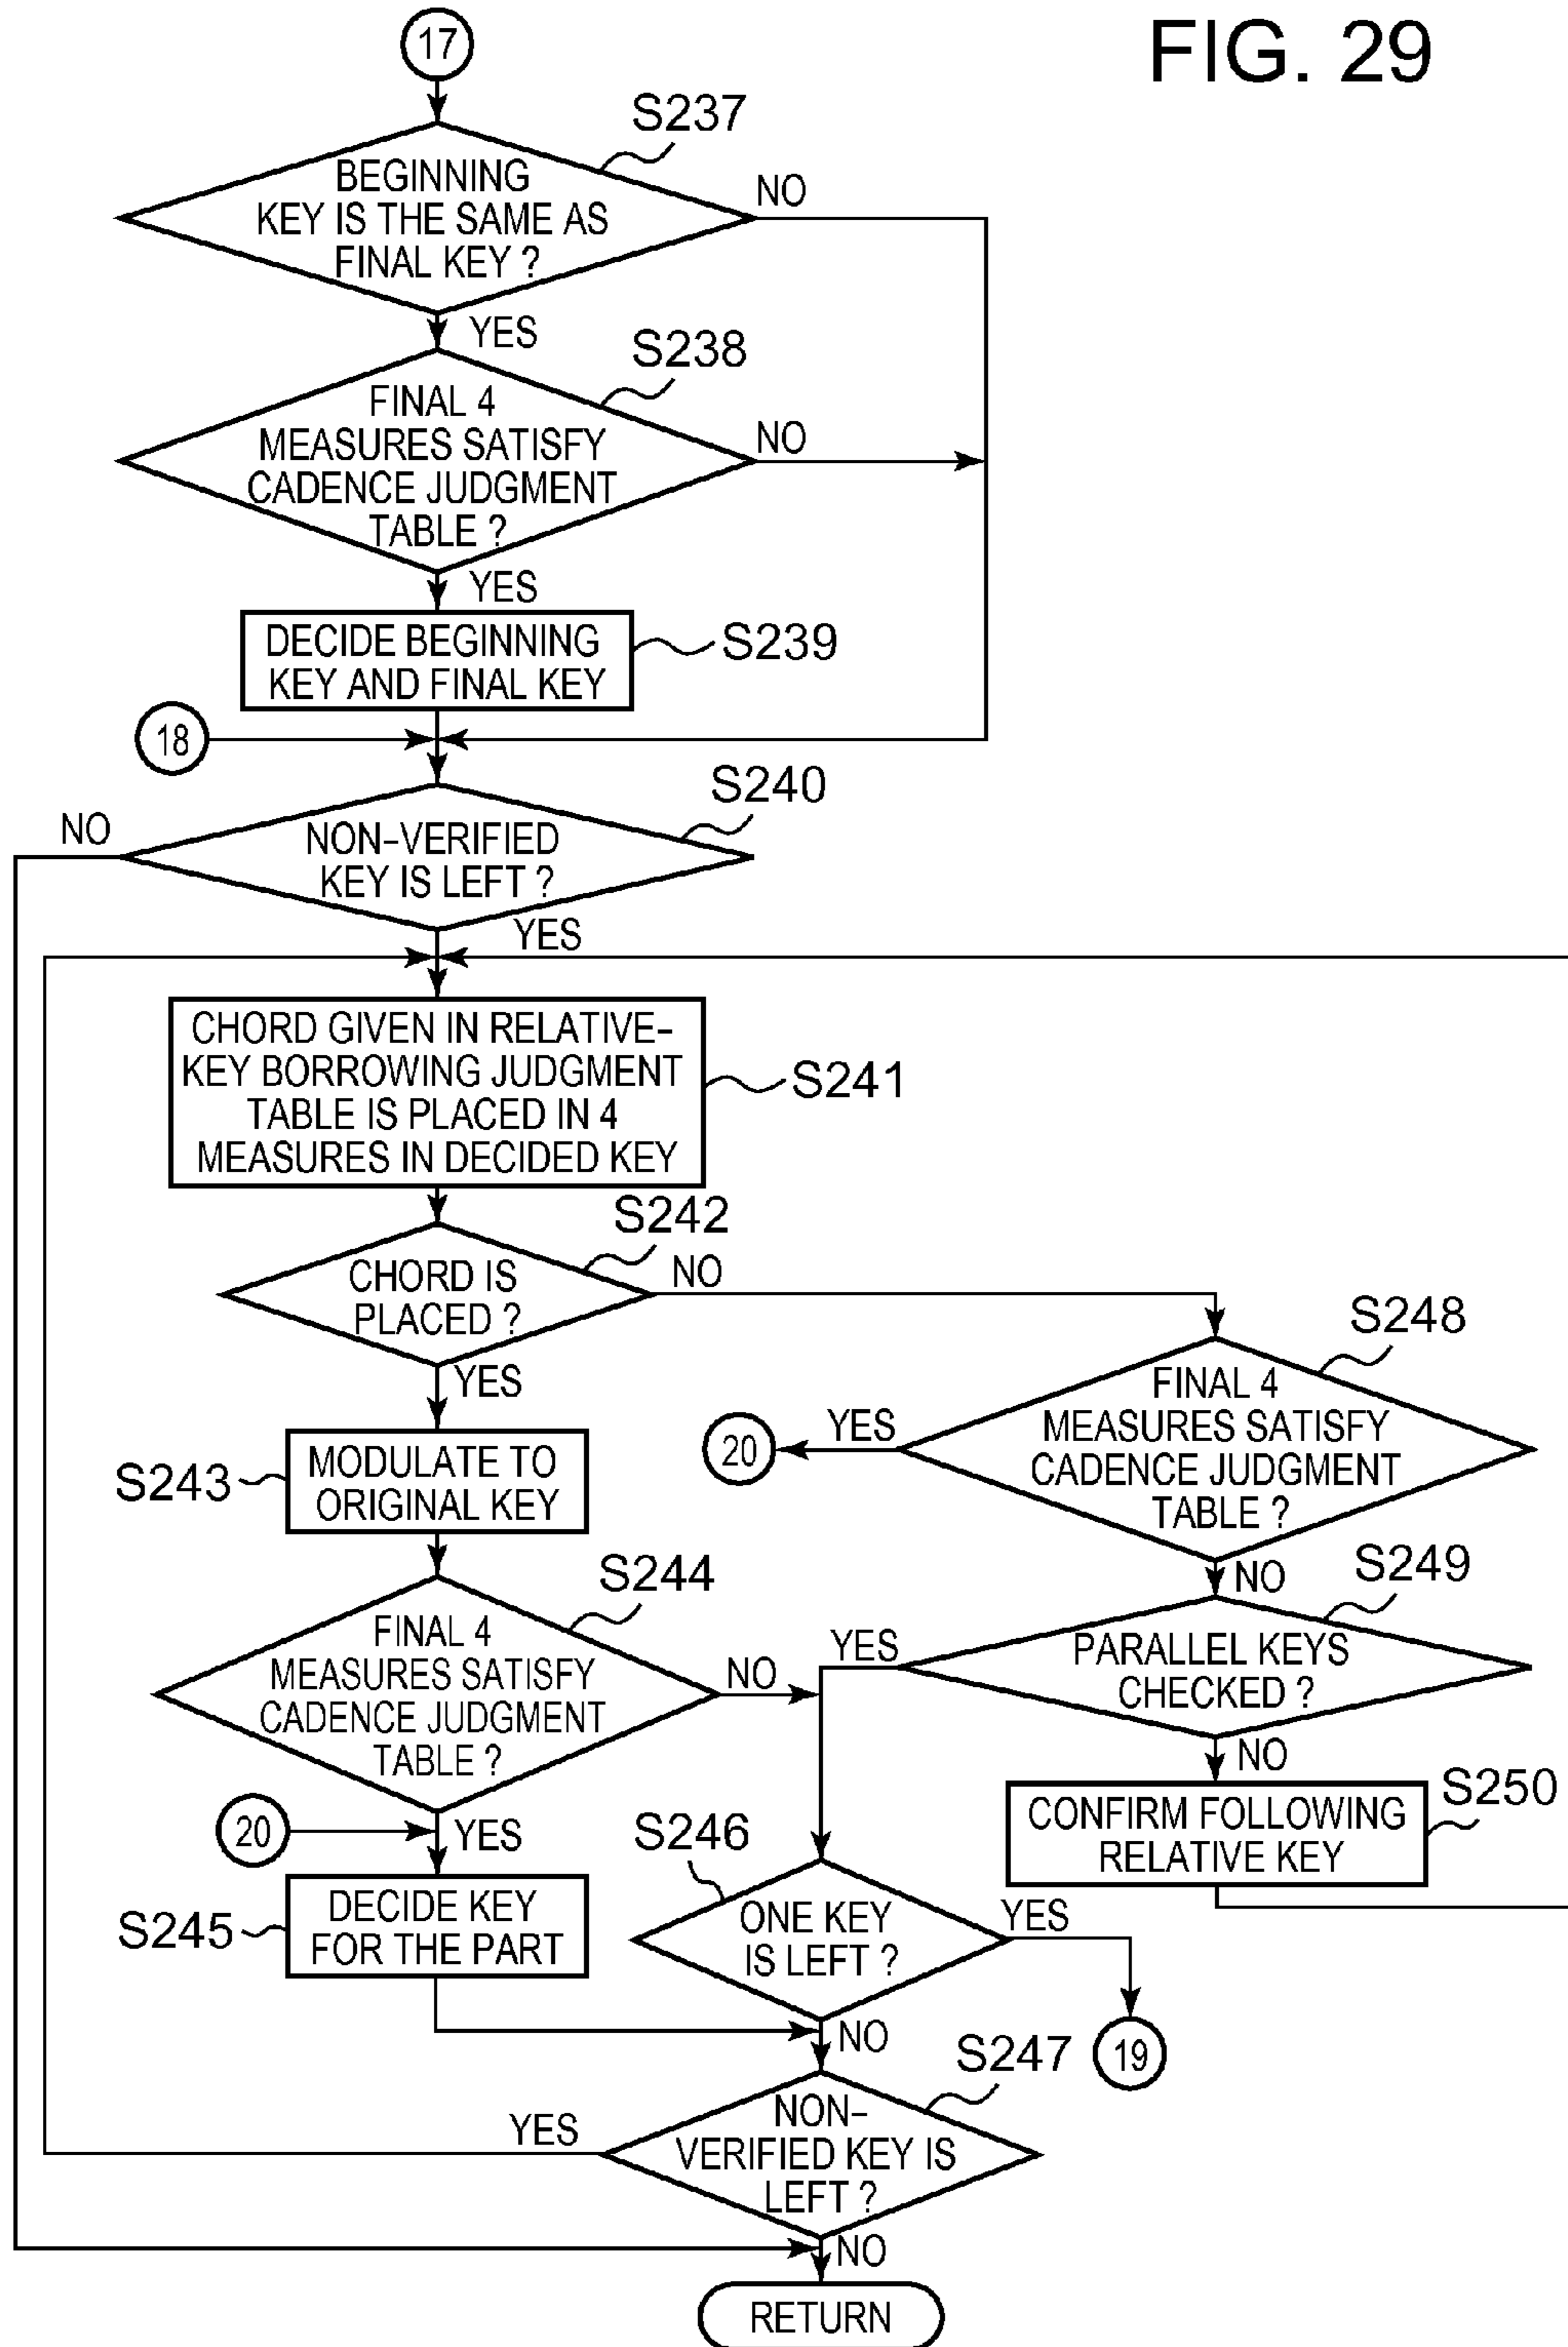 FIG. 29
17
S237
BEGINNING
KEY IS THE SAME AS
FINAL KEY ?
NO
YES
S238
FINAL 4
MEASURES SATISFY
CADENCE JUDGMENT
TABLE ?
NO
YES
DECIDE BEGINNING
KEY AND FINAL KEY
S239
18
S240
NO
NON-VERIFIED
KEY IS LEFT ?
YES
CHORD GIVEN IN RELATIVE-
KEY BORROWING JUDGMENT
TABLE IS PLACED IN 4
MEASURES IN DECIDED KEY
S241
S242
CHORD IS
PLACED ?
NO
YES
S248
FINAL 4
MEASURES SATISFY
CADENCE JUDGMENT
TABLE ?
YES
20
NO
S243
MODULATE TO
ORIGINAL KEY
S244
FINAL 4
MEASURES SATISFY
CADENCE JUDGMENT
TABLE ?
NO
YES
S249
YES
PARALLEL KEYS
CHECKED ?
NO
S250
CONFIRM FOLLOWING
RELATIVE KEY
20
S245
DECIDE KEY
FOR THE PART
S246
ONE KEY
IS LEFT ?
YES
19
NO
S247
YES
NON-
VERIFIED KEY IS
LEFT ?
NO
RETURN